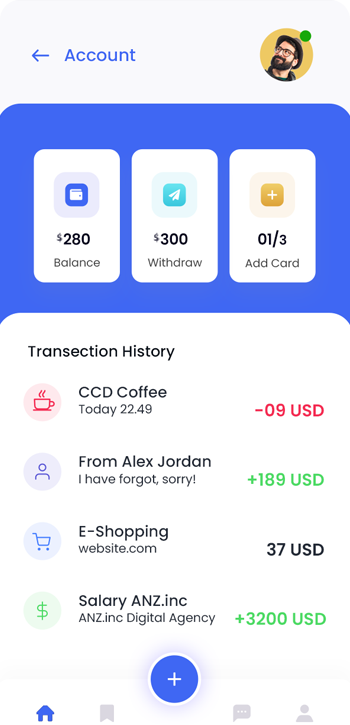 Account
$280
$300
01/3
Balance
Withdraw
Add Card
Transection History
CCD Coffee
Today 22.49
-09 USD
From Alex Jordan
I have forgot, sorry!
+189 USD
E-Shopping
website.com
37 USD
Salary ANZ.inc
ANZ.inc Digital Agency
+3200 USD